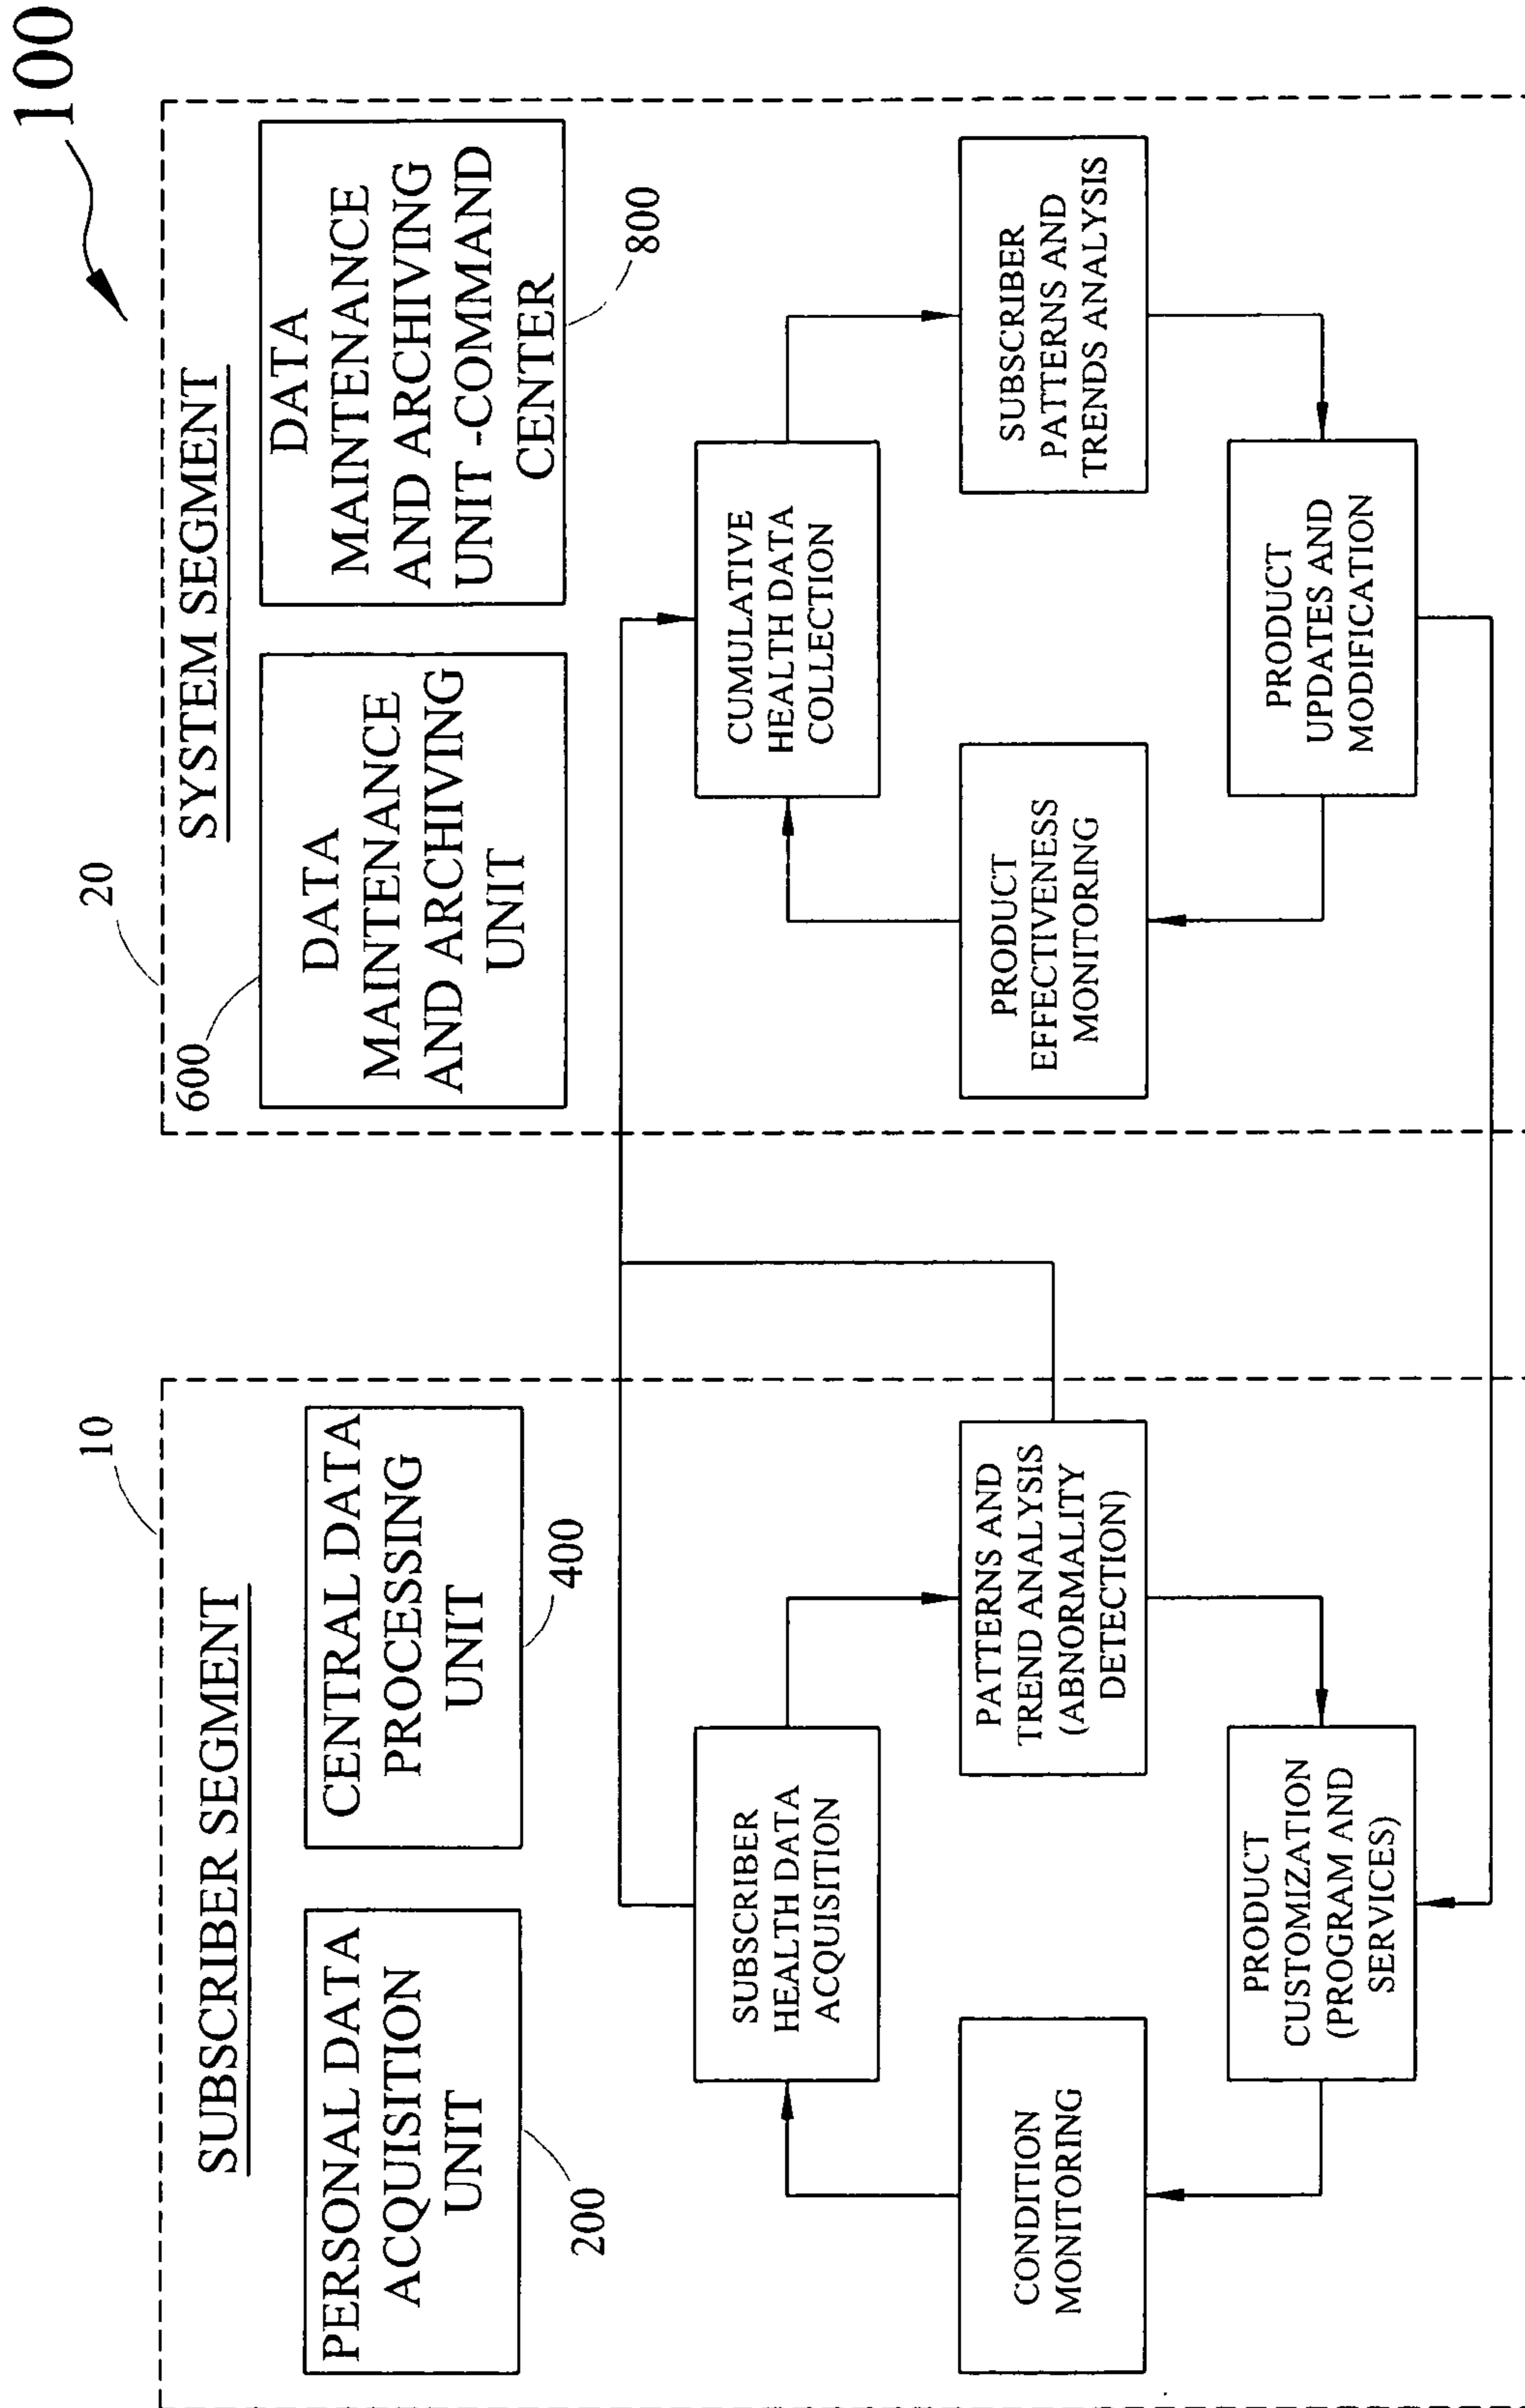 100
10
SUBSCRIBER SEGMENT
PERSONAL DATA
ACQUISITION
UNIT
200
CENTRAL DATA
PROCESSING
UNIT
400
SUBSCRIBER
HEALTH DATA
ACQUISITION
PATTERNS AND
TREND ANALYSIS
(ABNORMALITY
DETECTION)
PRODUCT
CUSTOMIZATION
(PROGRAM AND
SERVICES)
CONDITION
MONITORING
20
SYSTEM SEGMENT
600
DATA
MAINTENANCE
AND ARCHIVING
UNIT
DATA
MAINTENANCE
AND ARCHIVING
UNIT -COMMAND
CENTER
800
CUMULATIVE
HEALTH DATA
COLLECTION
SUBSCRIBER
PATTERNS AND
TRENDS ANALYSIS
PRODUCT
UPDATES AND
MODIFICATION
PRODUCT
EFFECTIVENESS
MONITORING